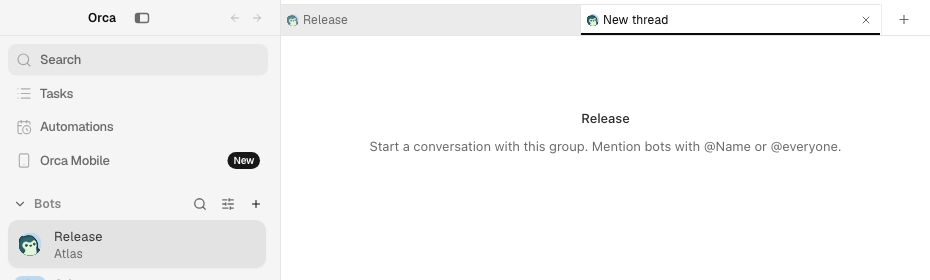 Orca
Release
New thread
Search
Tasks
Automations
Orca Mobile
New
Bots
Release
Atlas
Release
Start a conversation with this group. Mention bots with @Name or @everyone.